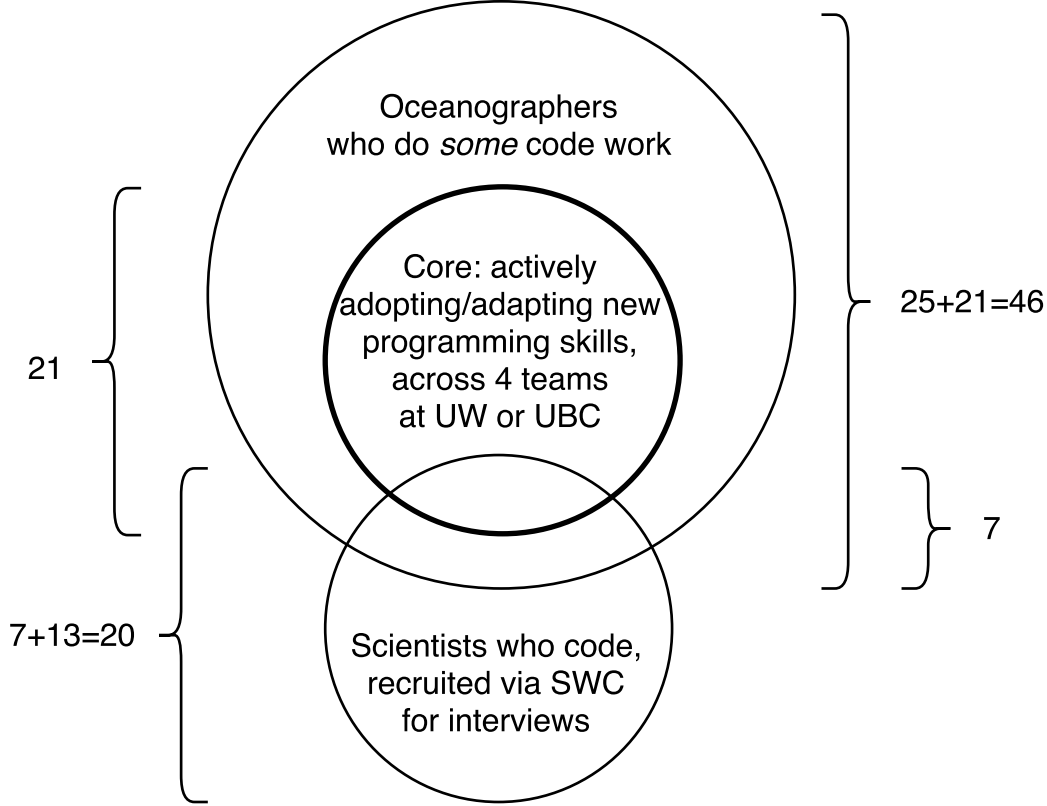 Oceanographers
who do some code work
Core: actively
adopting/adapting new
programming skills,
across 4 teams
at UW or UBC
21
25+21=46
7
7+13=20
Scientists who code,
recruited via SWC
for interviews